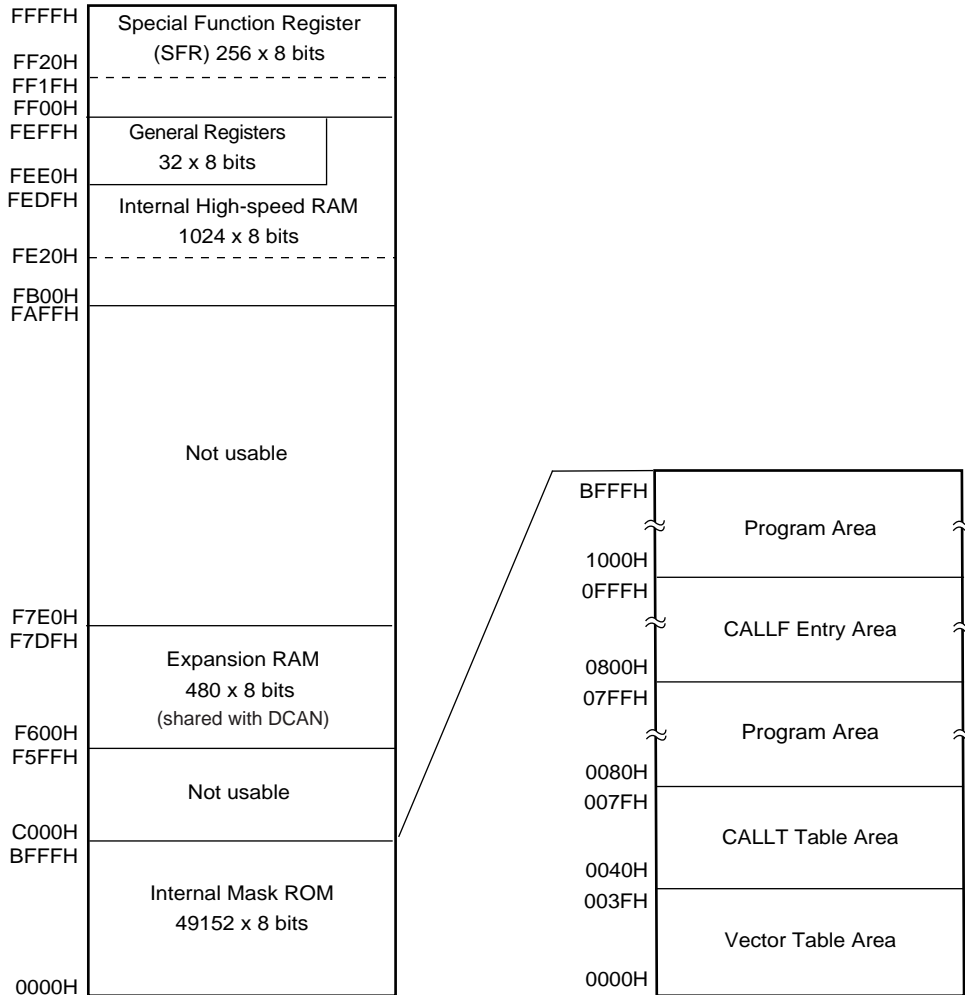 FFFFH
Special Function Register
(SFR) 256 x 8 bits
FF20H
FF1FH
FF00H
FEFFH
General Registers
32 x 8 bits
FEE0H
FEDFH
Internal High-speed RAM
1024 x 8 bits
FE20H
FB00H
FAFFH
Not usable
F7E0H
F7DFH
Expansion RAM
480 x 8 bits
(shared with DCAN)
F600H
F5FFH
Not usable
C000H
BFFFH
Internal Mask ROM
49152 x 8 bits
0000H
BFFFH
Program Area
1000H
0FFFH
CALLF Entry Area
0800H
07FFH
Program Area
0080H
007FH
CALLT Table Area
0040H
003FH
Vector Table Area
0000H